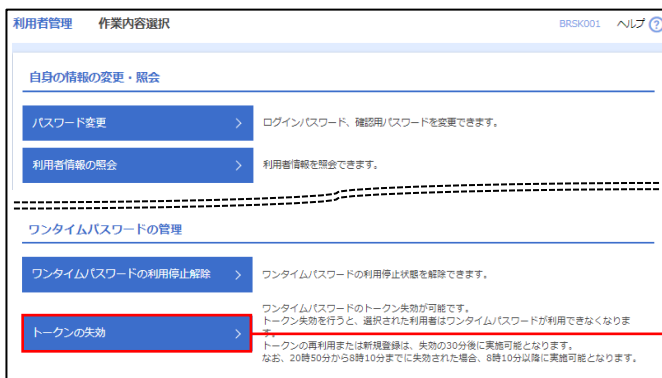 利用者管理 作業内容選択 BRSK001 ヘルプ ?
自身の情報の変更・照会
パスワード変更 ログインパスワード、確認用パスワードを変更できます。
利用者情報の照会 利用者情報を照会できます。
ワンタイムパスワードの管理
ワンタイムパスワードの利用停止解除 ワンタイムパスワードの利用停止状態を解除できます。
ワンタイムパスワードのトークン失効が可能です。
トークン失効を行うと、選択された利用者はワンタイムパスワードが利用できなくなりま
トークンの失効 す。
トークンの再利用または新規登録は、失効の30分後に実施可能となります。
なお、20時50分から8時10分までに失効された場合、8時10分以降に実施可能となります。